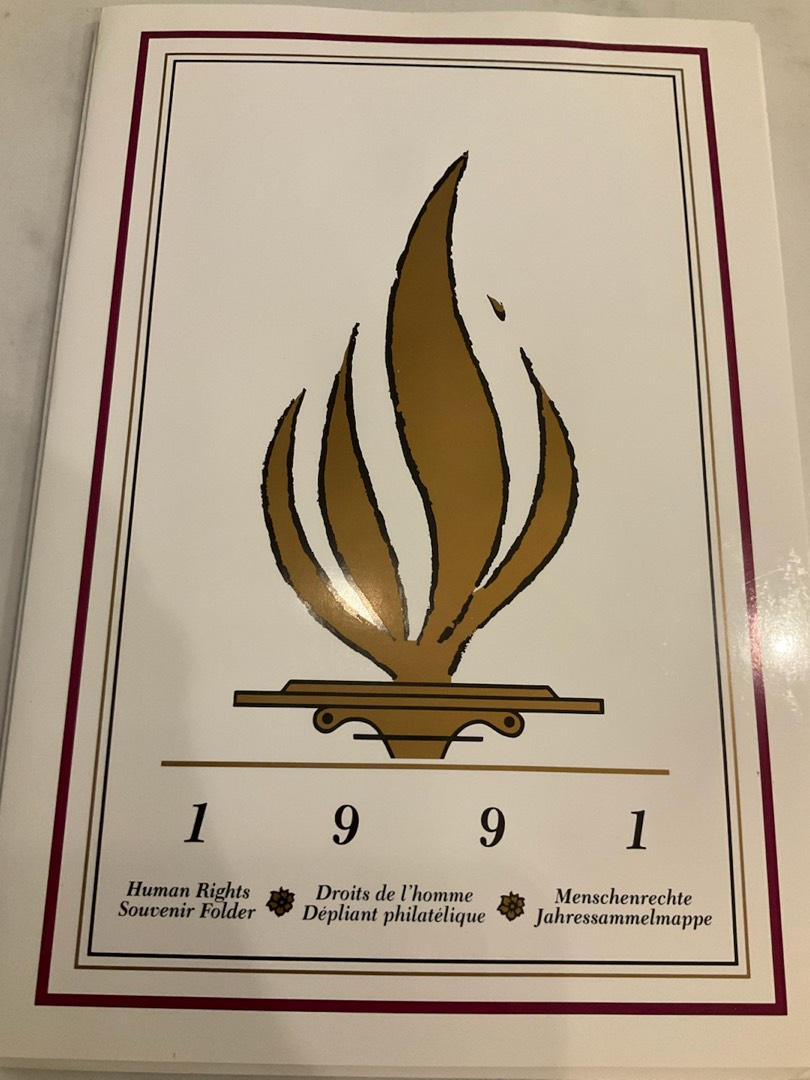 1 9 9 1
Human Rights
Souvenir Folder
Droits de l'homme
Dépliant philatélique
Menschenrechte
Jahressammelmappe